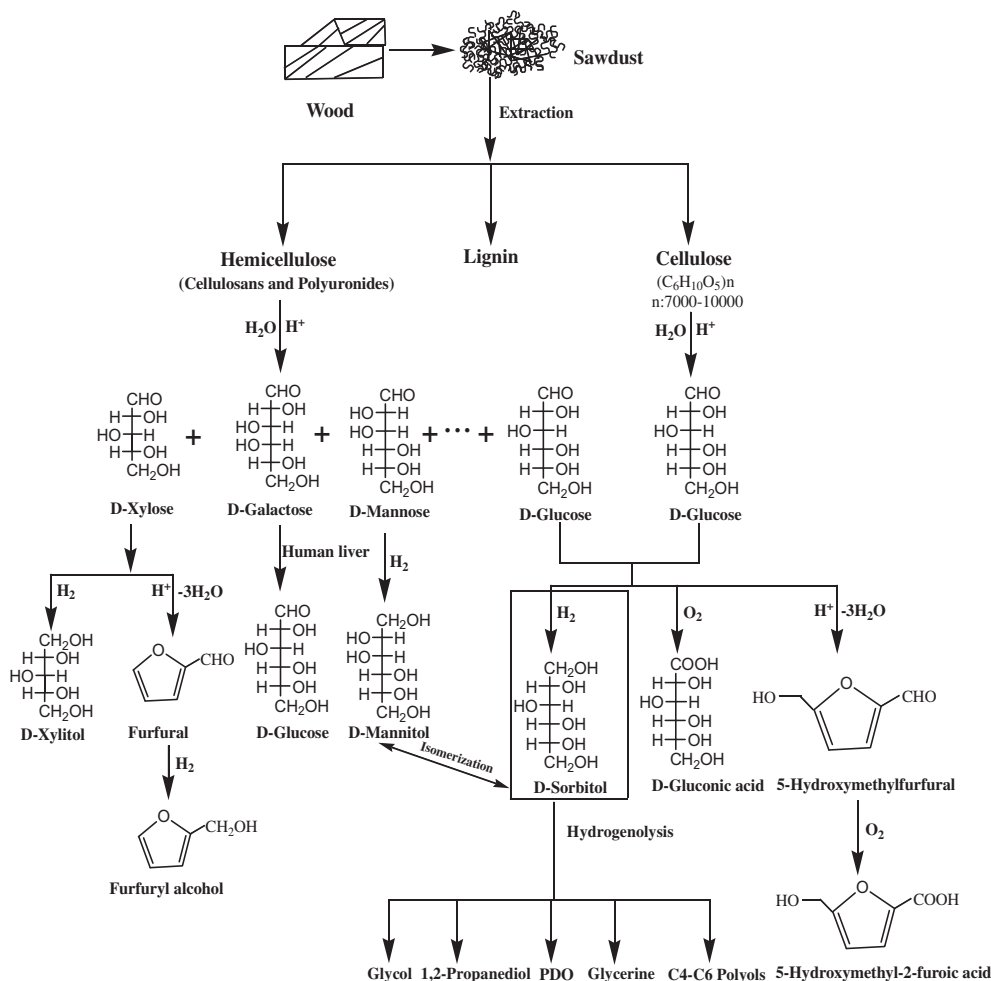 Wood
Sawdust
Extraction
Hemicellulose
(Cellulosans and Polyuronides)
Lignin
Cellulose
(C6H10O5)n
n:7000-10000
H2O H+
H2O H+
CHO
H OH
HO H
H OH
CH2OH
D-Xylose
+
CHO
H OH
HO H
HO H
H OH
CH2OH
D-Galactose
+
CHO
HO H
HO H
H OH
H OH
CH2OH
D-Mannose
+ ··· +
CHO
H OH
HO H
H OH
H OH
CH2OH
D-Glucose
CHO
H OH
HO H
H OH
H OH
CH2OH
D-Glucose
H2
H+ -3H2O
Human liver
H2
H2
O2
H+ -3H2O
CH2OH
H OH
HO H
H OH
CH2OH
D-Xylitol
O
CHO
Furfural
CHO
H OH
HO H
H OH
H OH
CH2OH
D-Glucose
CH2OH
HO H
HO H
H OH
H OH
CH2OH
D-Mannitol
Isomerization
CH2OH
H OH
HO H
H OH
H OH
CH2OH
D-Sorbitol
COOH
H OH
HO H
H OH
H OH
CH2OH
D-Gluconic acid
HO O CHO
5-Hydroxymethylfurfural
H2
O
CH2OH
Furfuryl alcohol
Hydrogenolysis
O2
HO O COOH
5-Hydroxymethyl-2-furoic acid
Glycol 1,2-Propanediol PDO Glycerine C4-C6 Polyols